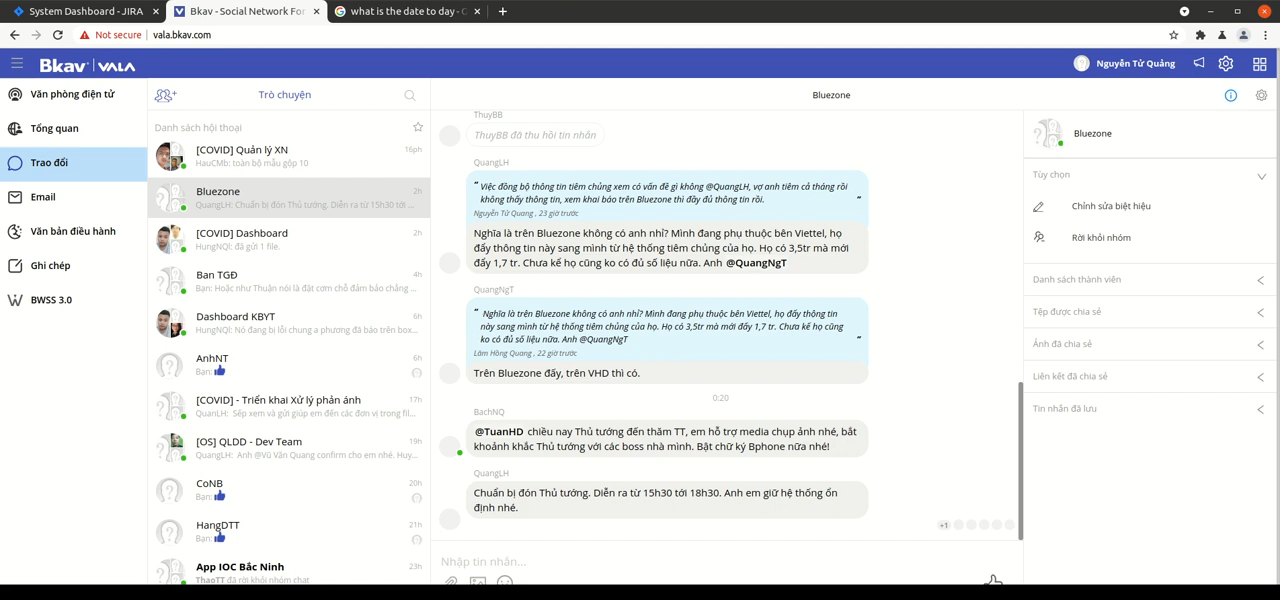 System Dashboard - JIRA
Bkav - Social Network For
what is the date to day - G
Not secure
vala.bkav.com
Bkav VALA
Nguyễn Tử Quảng
Văn phòng điện tử
Tổng quan
Trao đổi
Email
Văn bản điều hành
Ghi chép
BWSS 3.0
Trò chuyện
Danh sách hội thoại
[COVID] Quản lý XN
16ph
HauCMb: toàn bộ mẫu gộp 10
Bluezone
2h
QuangLH: Chuẩn bị đón Thủ tướng. Diễn ra từ 15h30 tới ...
[COVID] Dashboard
2h
HungNQl: đã gửi 1 file.
Ban TGĐ
4h
Bạn: Hoặc như Thuận nói là đặt cơm chỗ đảm bảo chẳng ...
Dashboard KBYT
6h
HungNQl: Nó đang bị lỗi chung a phương đã báo trên box...
AnhNT
6h
Bạn:
[COVID] - Triển khai Xử lý phản ánh
17h
QuanLH: Sếp xem và gửi giúp em đến các đơn vị trong fil...
[OS] QLDD - Dev Team
19h
QuangLH: Anh @Vũ Văn Quang confirm cho em nhé. Huy...
CoNB
20h
Bạn:
HangDTT
21h
Bạn:
App IOC Bắc Ninh
23h
ThaoTT đã rời khỏi nhóm chat
Bluezone
ThuyBB
ThuyBB đã thu hồi tin nhắn
QuangLH
" Việc đồng bộ thông tin tiêm chủng xem có vấn đề gì không @QuangLH, vợ anh tiêm cả tháng rồi
không thấy thông tin, xem khai báo trên Bluezone thì đầy đủ thông tin rồi. "
Nguyễn Tử Quang , 23 giờ trước
Nghĩa là trên Bluezone không có anh nhỉ? Mình đang phụ thuộc bên Viettel, họ
đẩy thông tin này sang mình từ hệ thống tiêm chủng của họ. Họ có 3,5tr mà mới
đẩy 1,7 tr. Chưa kể họ cũng ko có đủ số liệu nữa. Anh @QuangNgT
QuangNgT
" Nghĩa là trên Bluezone không có anh nhỉ? Mình đang phụ thuộc bên Viettel, họ đẩy thông tin
này sang mình từ hệ thống tiêm chủng của họ. Họ có 3,5tr mà mới đẩy 1,7 tr. Chưa kể họ cũng
ko có đủ số liệu nữa. Anh @QuangNgT "
Lâm Hồng Quang , 22 giờ trước
Trên Bluezone đấy, trên VHD thì có.
0:20
BachNQ
@TuanHD chiều nay Thủ tướng đến thăm TT, em hỗ trợ media chụp ảnh nhé, bắt
khoảnh khắc Thủ tướng với các boss nhà mình. Bật chữ ký Bphone nữa nhé!
QuangLH
Chuẩn bị đón Thủ tướng. Diễn ra từ 15h30 tới 18h30. Anh em giữ hệ thống ổn
định nhé.
+1
Nhập tin nhắn...
Bluezone
Tùy chọn
Chỉnh sửa biệt hiệu
Rời khỏi nhóm
Danh sách thành viên
Tệp được chia sẻ
Ảnh đã chia sẻ
Liên kết đã chia sẻ
Tin nhắn đã lưu